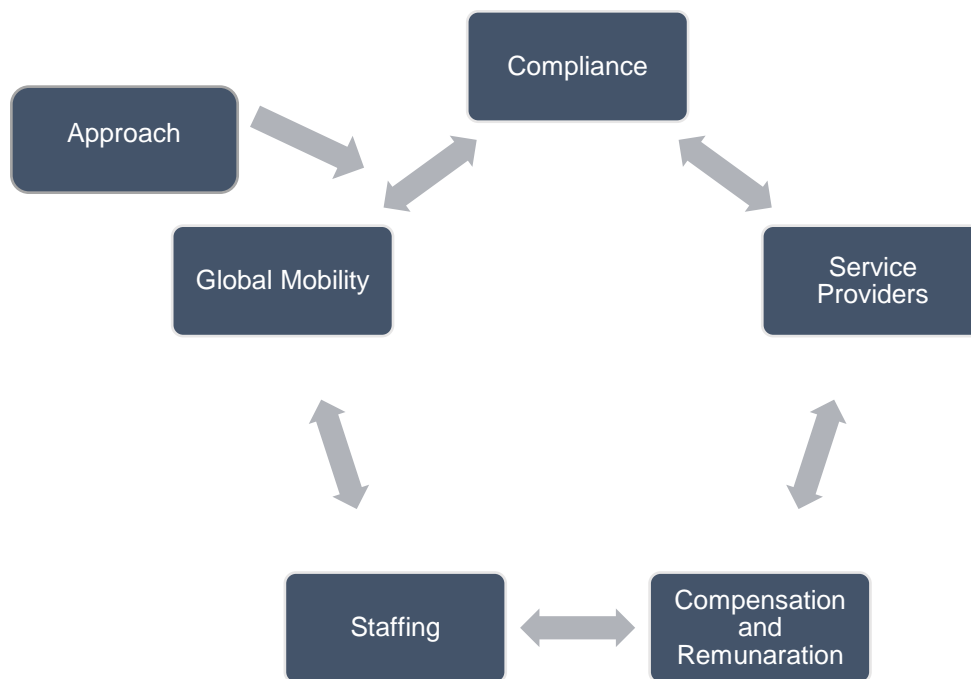 Compliance
Approach
Global Mobility
Service
Providers
Staffing
Compensation
and
Remunaration